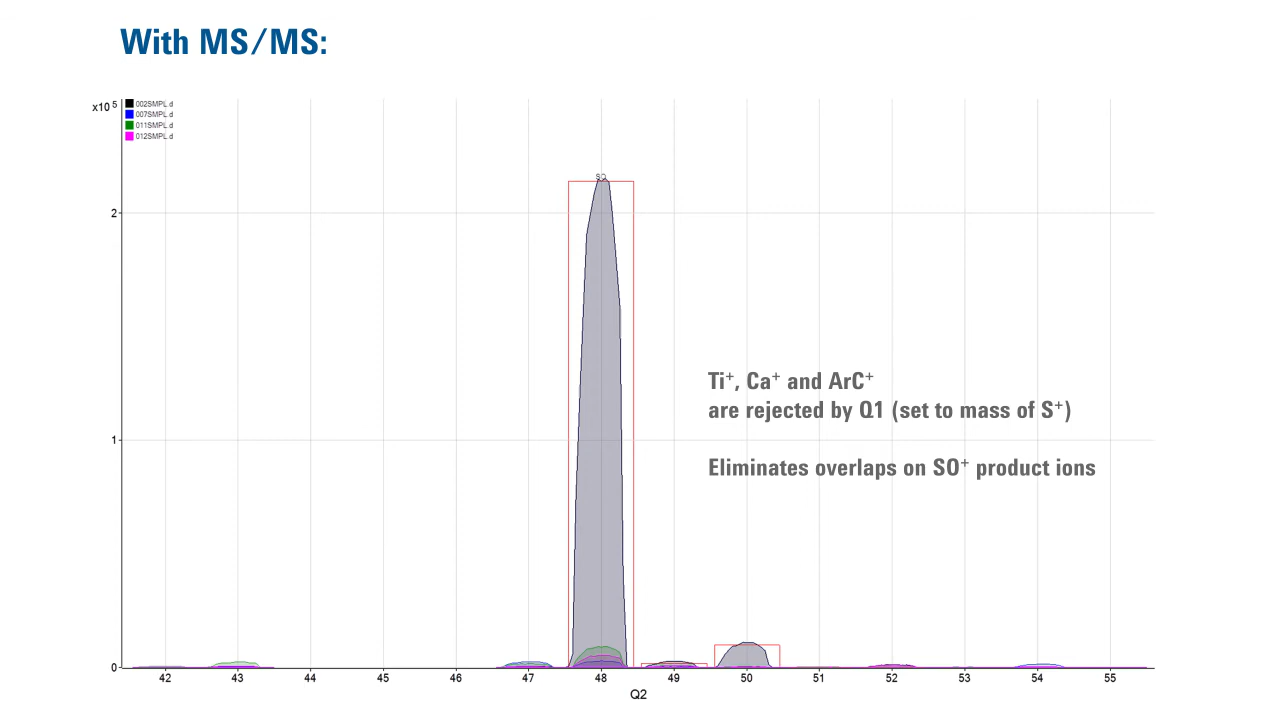 With MS/MS:
x10 5
002SMPL.d
007SMPL.d
011SMPL.d
012SMPL.d
SO
2
Ti⁺, Ca⁺ and ArC⁺
are rejected by Q1 (set to mass of S⁺)
1
Eliminates overlaps on SO⁺ product ions
0
42 43 44 45 46 47 48 49 50 51 52 53 54 55
Q2